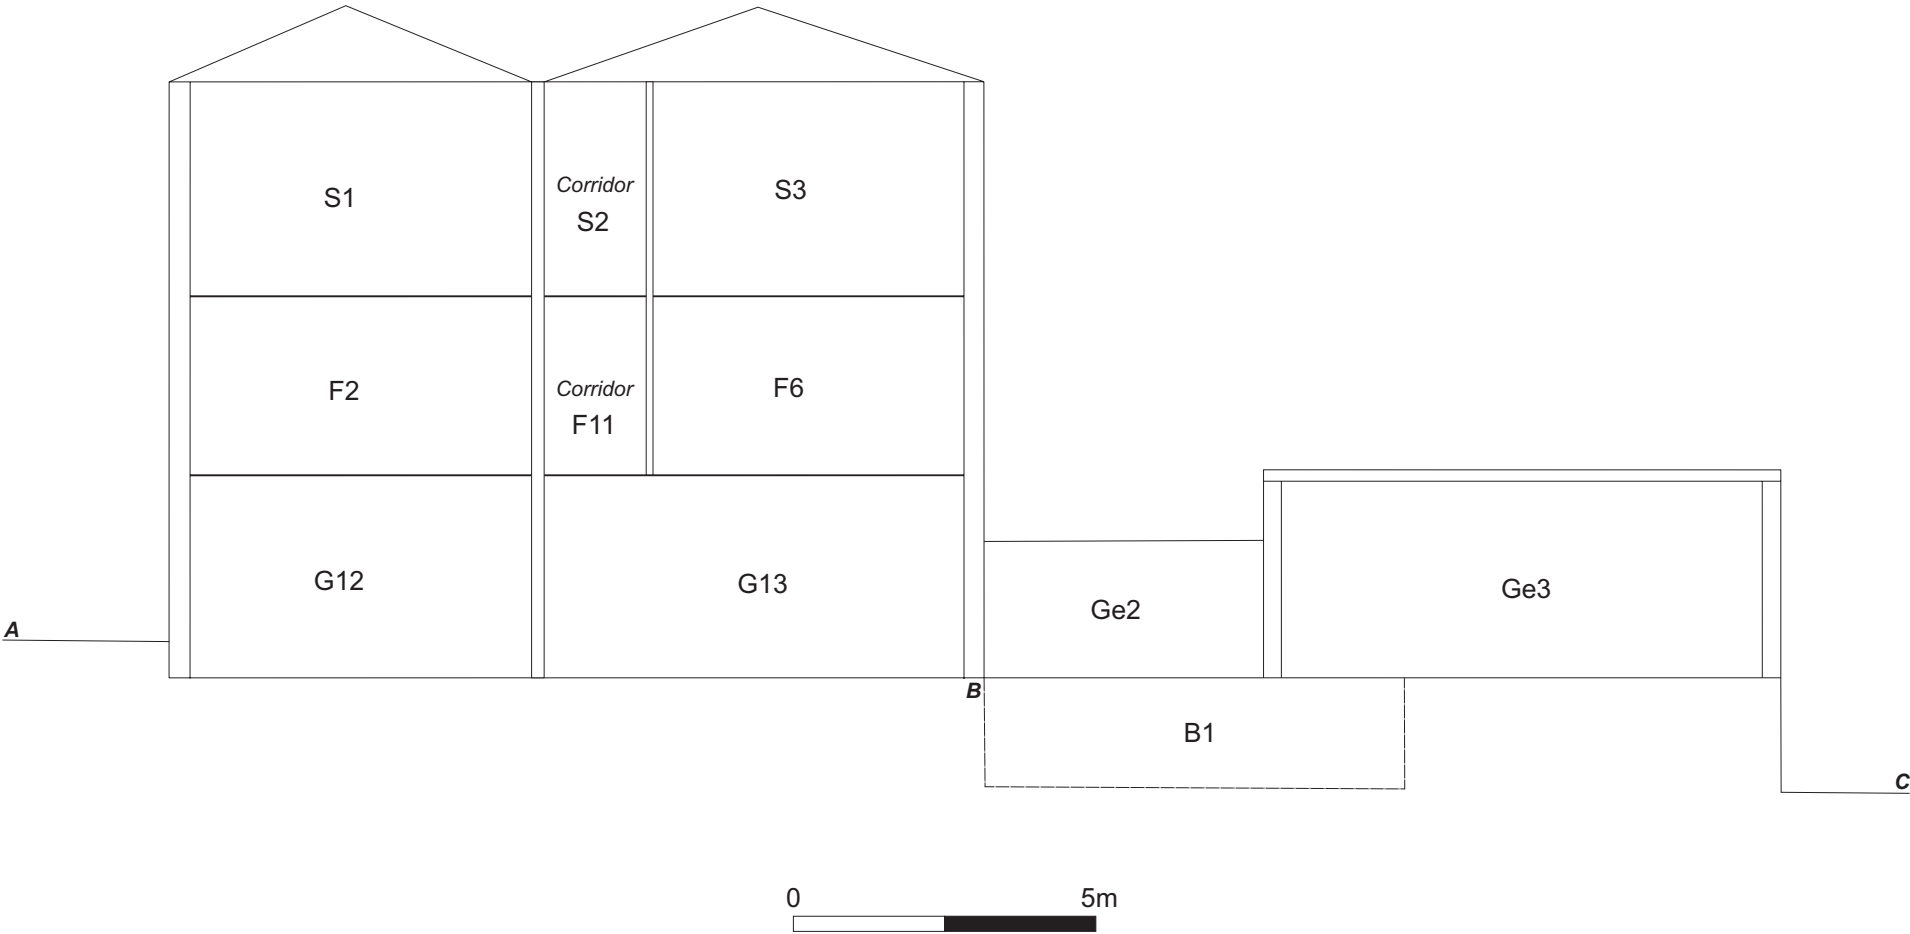 S1
Corridor
S2
S3
F2
Corridor
F11
F6
G12
G13
Ge2
Ge3
A
B
B1
C
0 5m